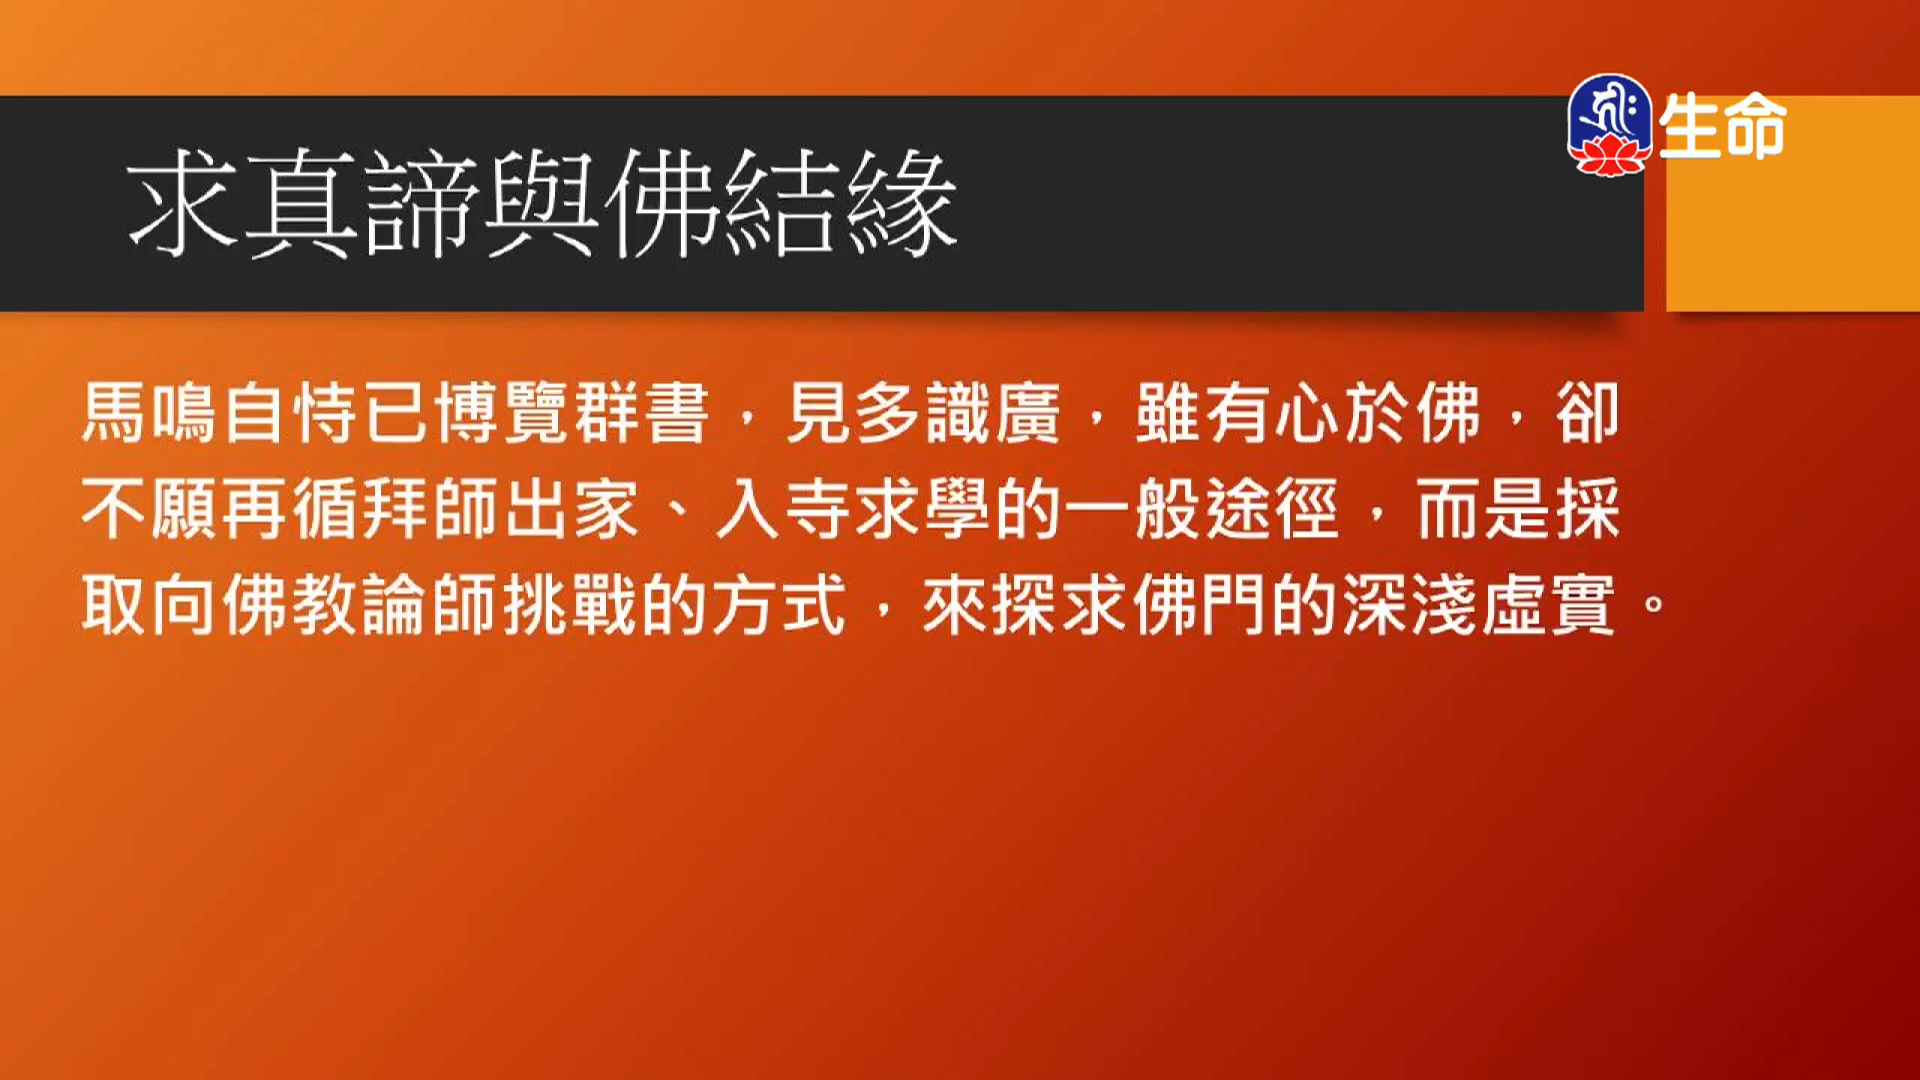 生命
求真諦與佛結緣
馬鳴自恃已博覽群書，見多識廣，雖有心於佛，卻
不願再循拜師出家、入寺求學的一般途徑，而是採
取向佛教論師挑戰的方式，來探求佛門的深淺虛實。